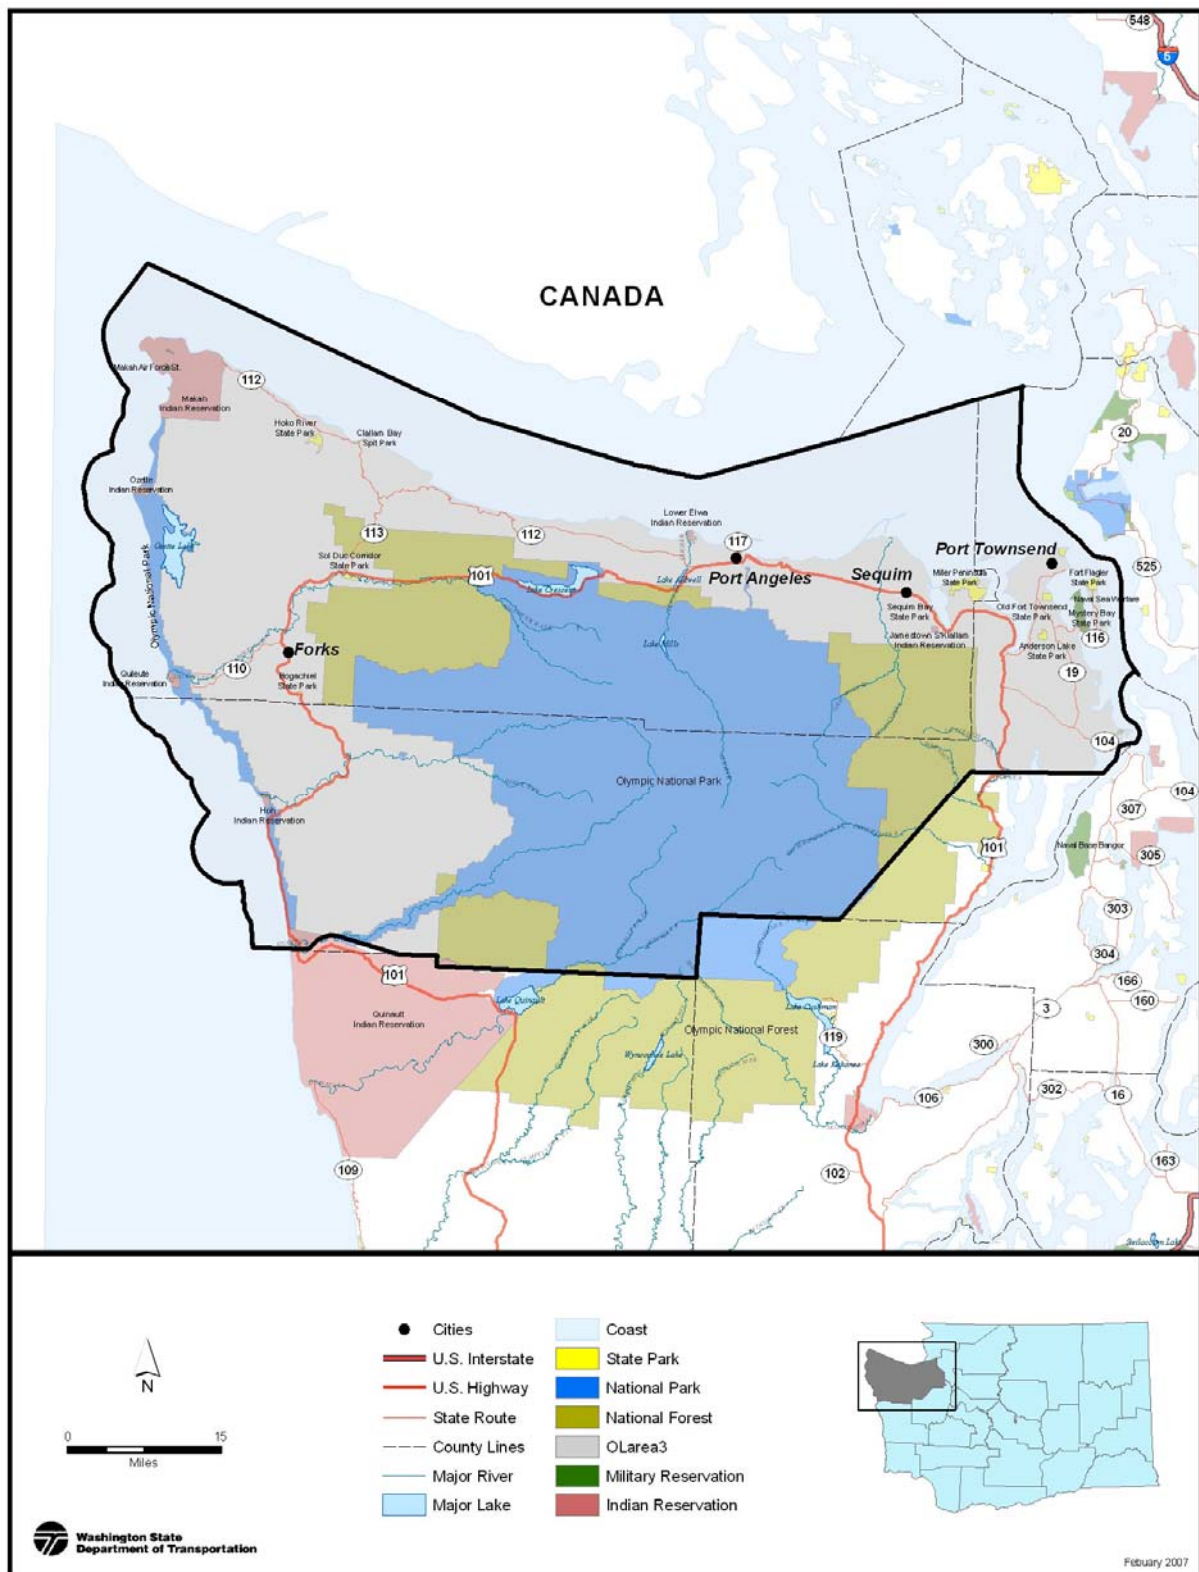 548
5
CANADA
Makah Air Force St.
112
Makah
Indian Reservation
Hoko River
State Park
Clallam Bay
Spit Park
20
Ozette
Indian Reservation
Lower Elwa
Indian Reservation
113
112
117
Port Townsend
Ozette Lake
Sol Duc Corridor
State Park
101
Lake Crescent
Lake Aldwell
Port Angeles
Sequim
Miller Peninsula
State Park
Fort Flagler
State Park
525
Naval Sea Warfare
Sequim Bay
State Park
Old Fort Townsend
State Park
Mystery Bay
State Park
116
Olympic National Park
Lake Mills
Jamestown S'Klallam
Indian Reservation
Anderson Lake
State Park
Forks
110
Quileute
Indian Reservation
Bogachiel
State Park
19
104
Olympic National Park
104
307
Hoh
Indian Reservation
101
Naval Base Bangor
305
303
304
101
166
160
Lake Quinault
Lake Cushman
3
Quinault
Indian Reservation
Olympic National Forest
119
300
Wynoochee Lake
Lake Kokanee
302
16
106
109
102
163
Steilacoom Lake
N
0 15
Miles
Cities
U.S. Interstate
U.S. Highway
State Route
County Lines
Major River
Major Lake
Coast
State Park
National Park
National Forest
OLarea3
Military Reservation
Indian Reservation
Washington State
Department of Transportation
Febuary 2007